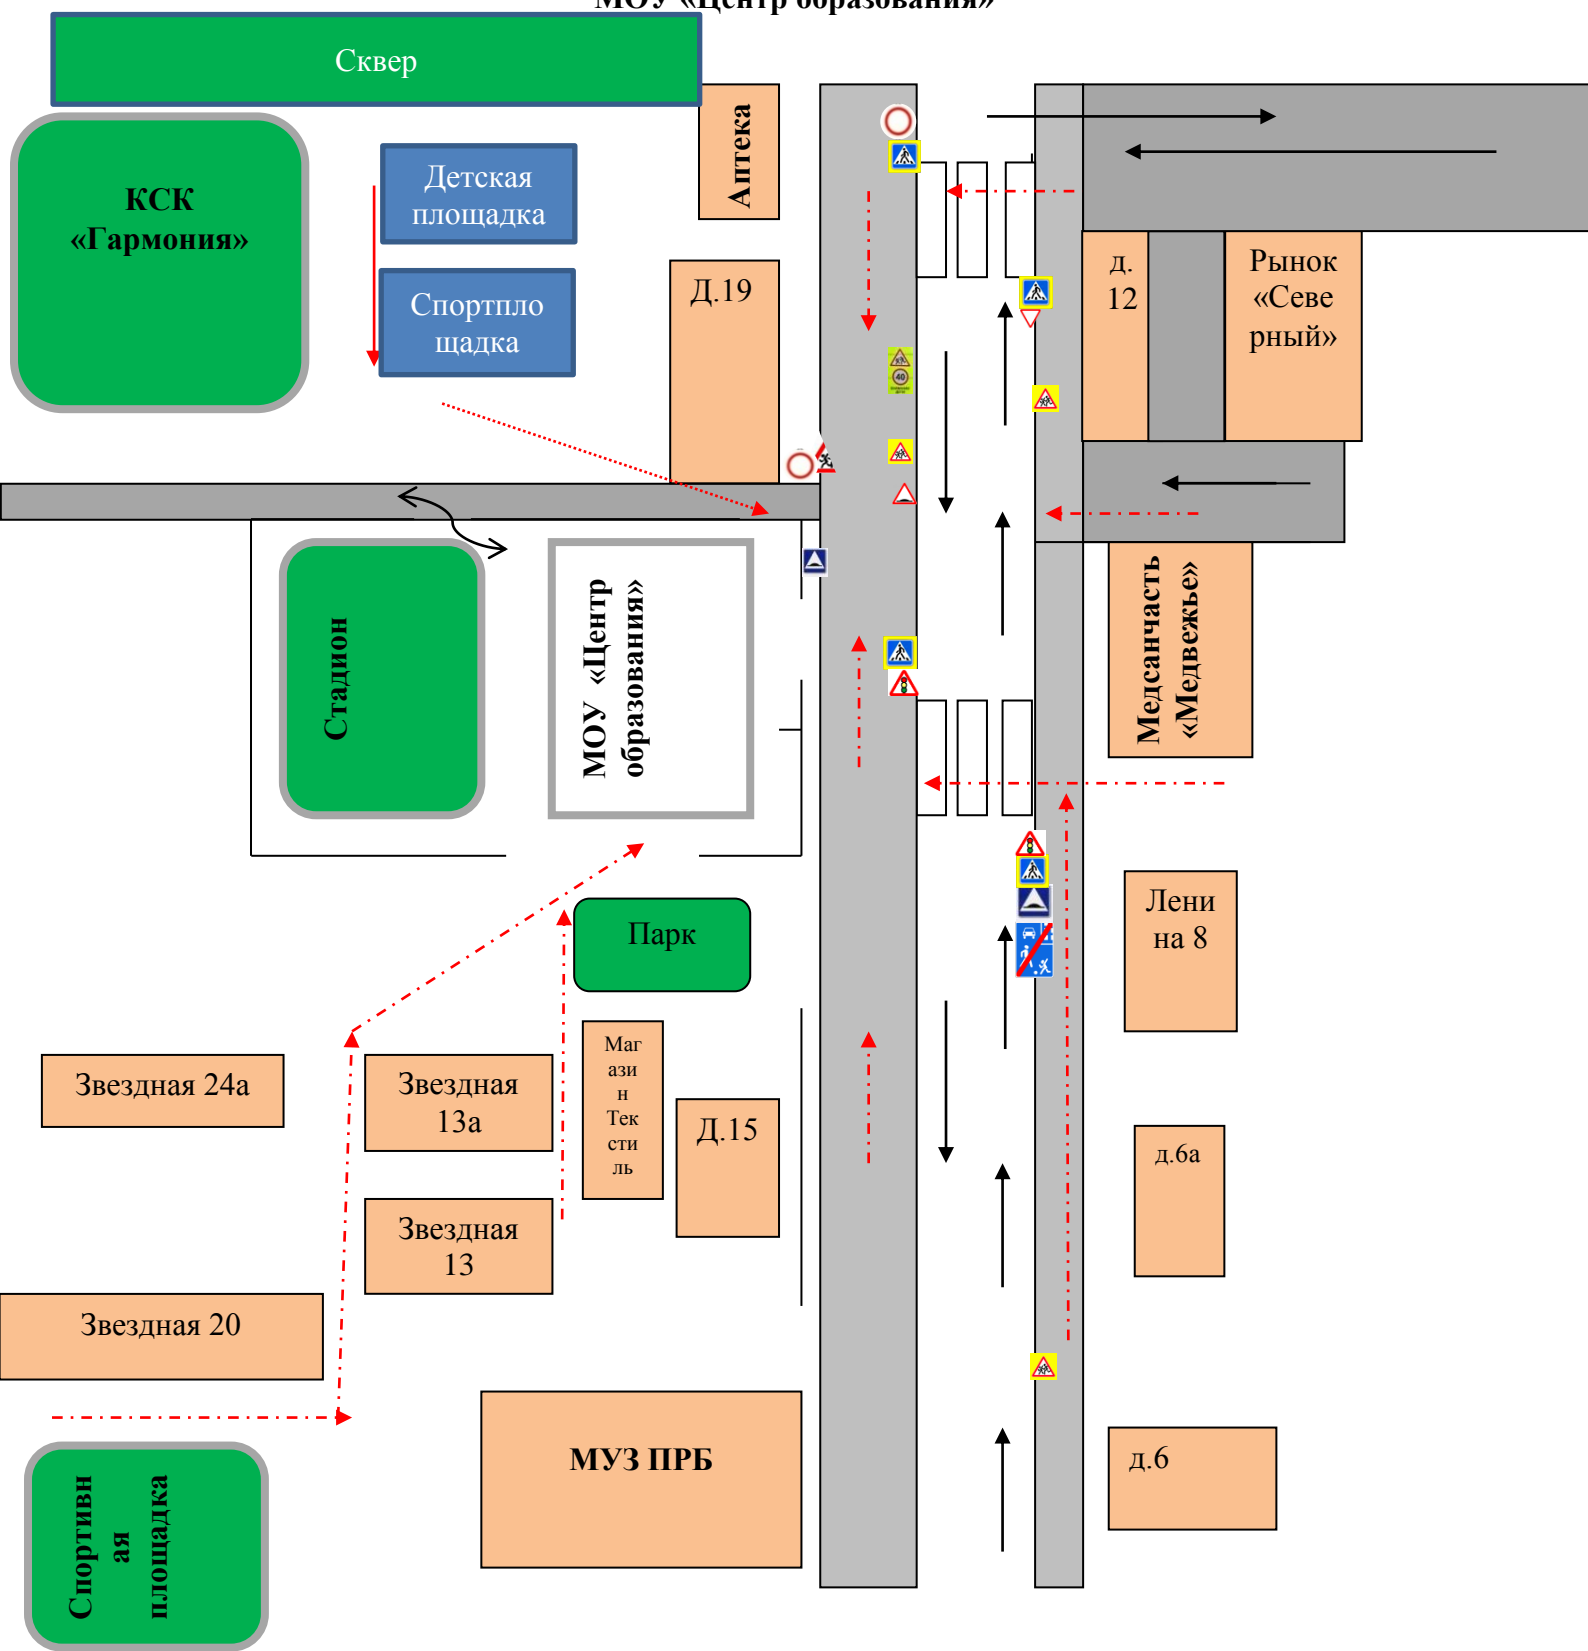 МОУ «Центр образования»
Сквер
КСК
«Гармония»
Детская
площадка
Спортпло
щадка
Аптека
Д.19
д.
12
Рынок
«Севе
рный»
40
Стадион
МОУ «Центр
образования»
Медсанчасть
«Медвежье»
Парк
Лени
на 8
Звездная 24а
Звездная
13а
Маг
ази
н
Тек
сти
ль
Д.15
д.6а
Звездная
13
Звездная 20
МУЗ ПРБ
д.6
Спортивн
ая
площадка